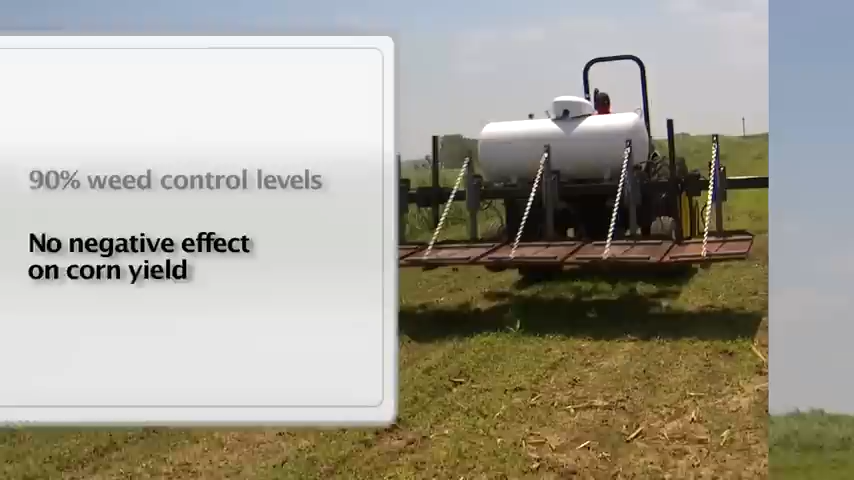 90% weed control levels
No negative effect
on corn yield